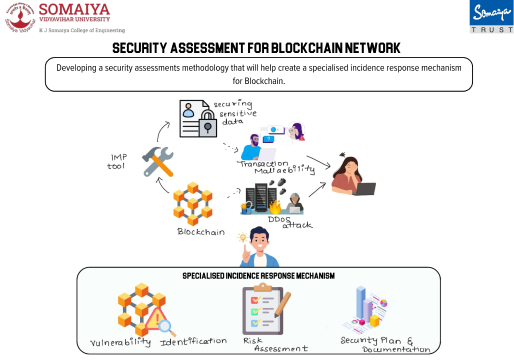 SOMAIYA
VIDYAVIHAR UNIVERSITY
K J Somaiya College of Engineering
Somaiya
TRUST
SECURITY ASSESSMENT FOR BLOCKCHAIN NETWORK
Developing a security assessments methodology that will help create a specialised incidence response mechanism
for Blockchain.
securing
sensitive
data
IMP
tool
Transaction
Mallaebility
Blockchain
DDos
attack
SPECIALISED INCIDENCE RESPONSE MECHANISM
Vulnerability Identification
Risk
Assessment
Security Plan &
Documentation